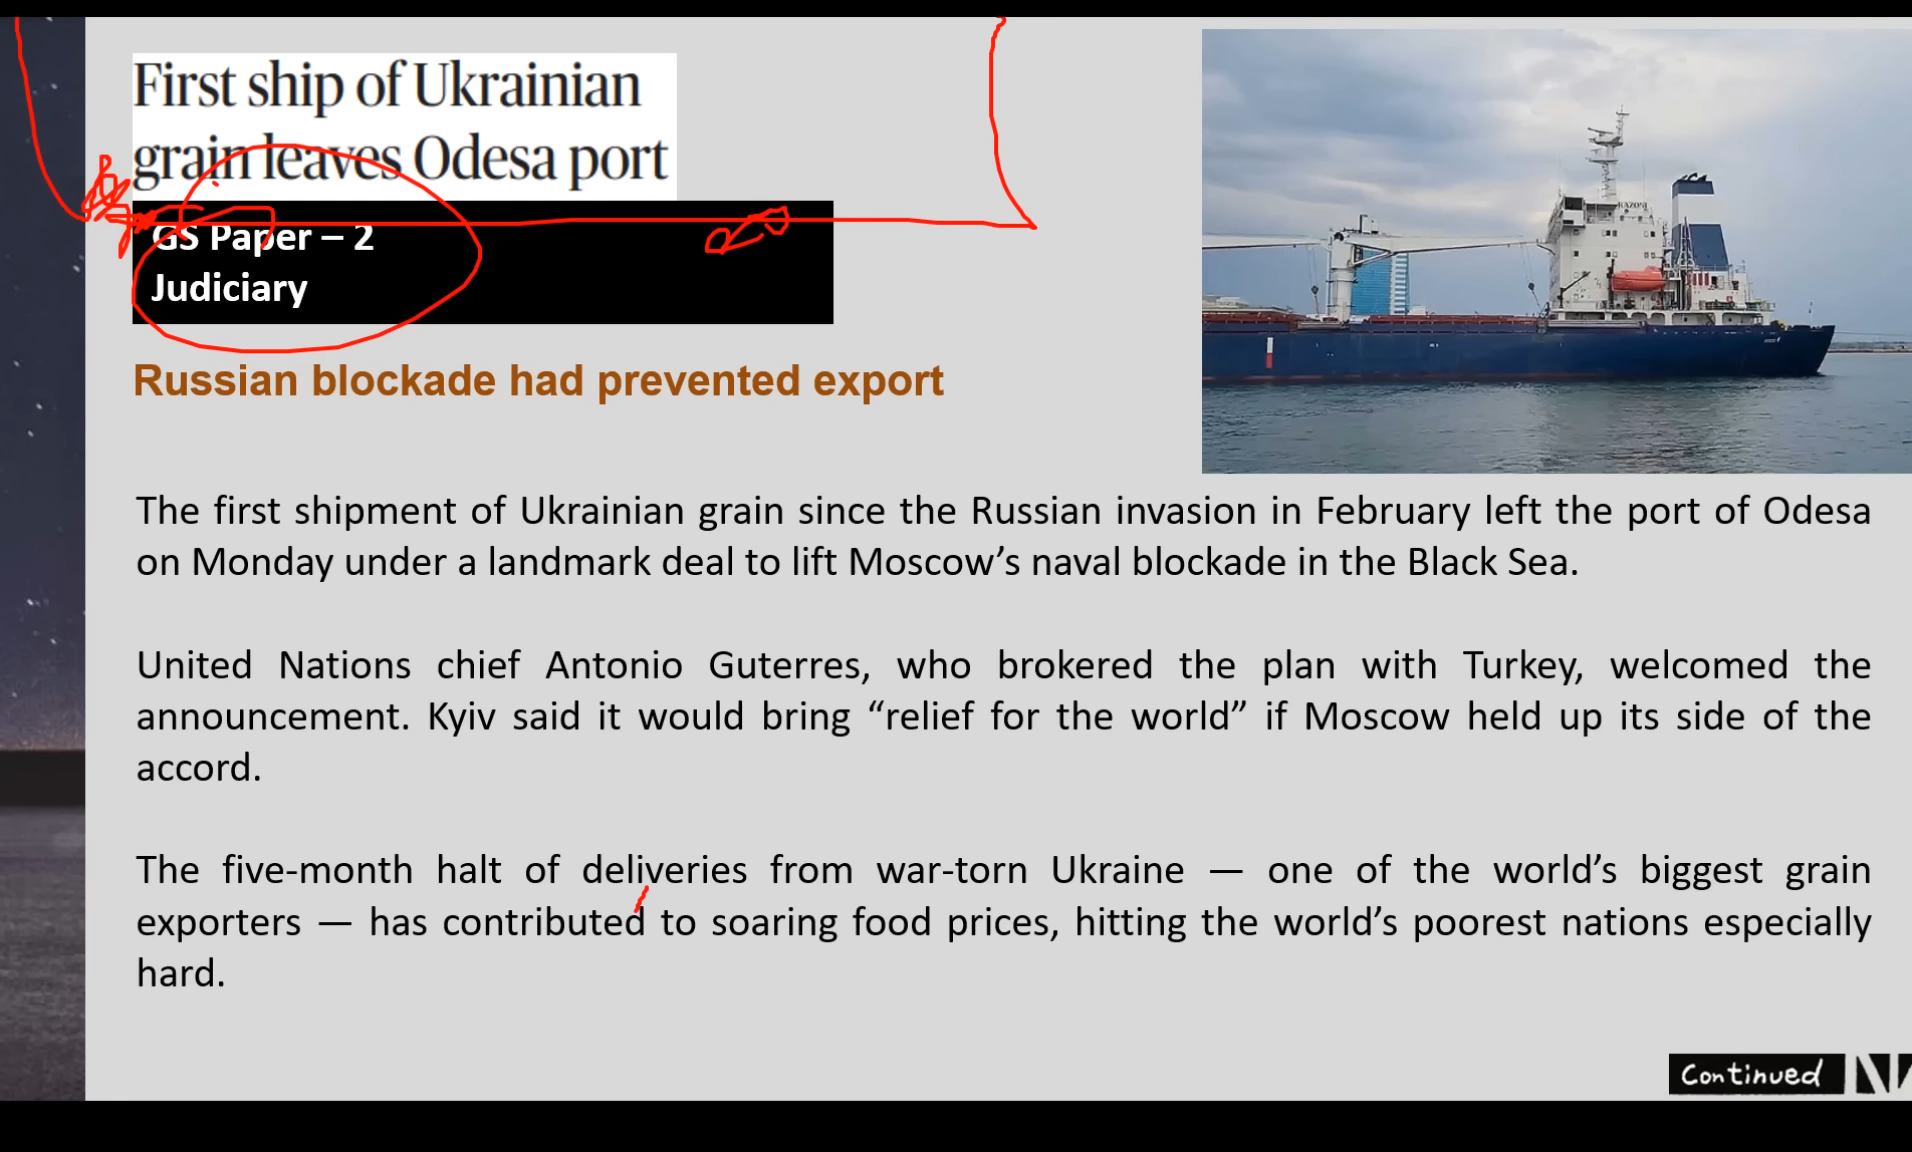 First ship of Ukrainian
grain leaves Odesa port
GS Paper – 2
Judiciary
Russian blockade had prevented export
RAZONI
The first shipment of Ukrainian grain since the Russian invasion in February left the port of Odesa
on Monday under a landmark deal to lift Moscow’s naval blockade in the Black Sea.
United Nations chief Antonio Guterres, who brokered the plan with Turkey, welcomed the
announcement. Kyiv said it would bring “relief for the world” if Moscow held up its side of the
accord.
The five-month halt of deliveries from war-torn Ukraine — one of the world’s biggest grain
exporters — has contributed to soaring food prices, hitting the world’s poorest nations especially
hard.
Continued